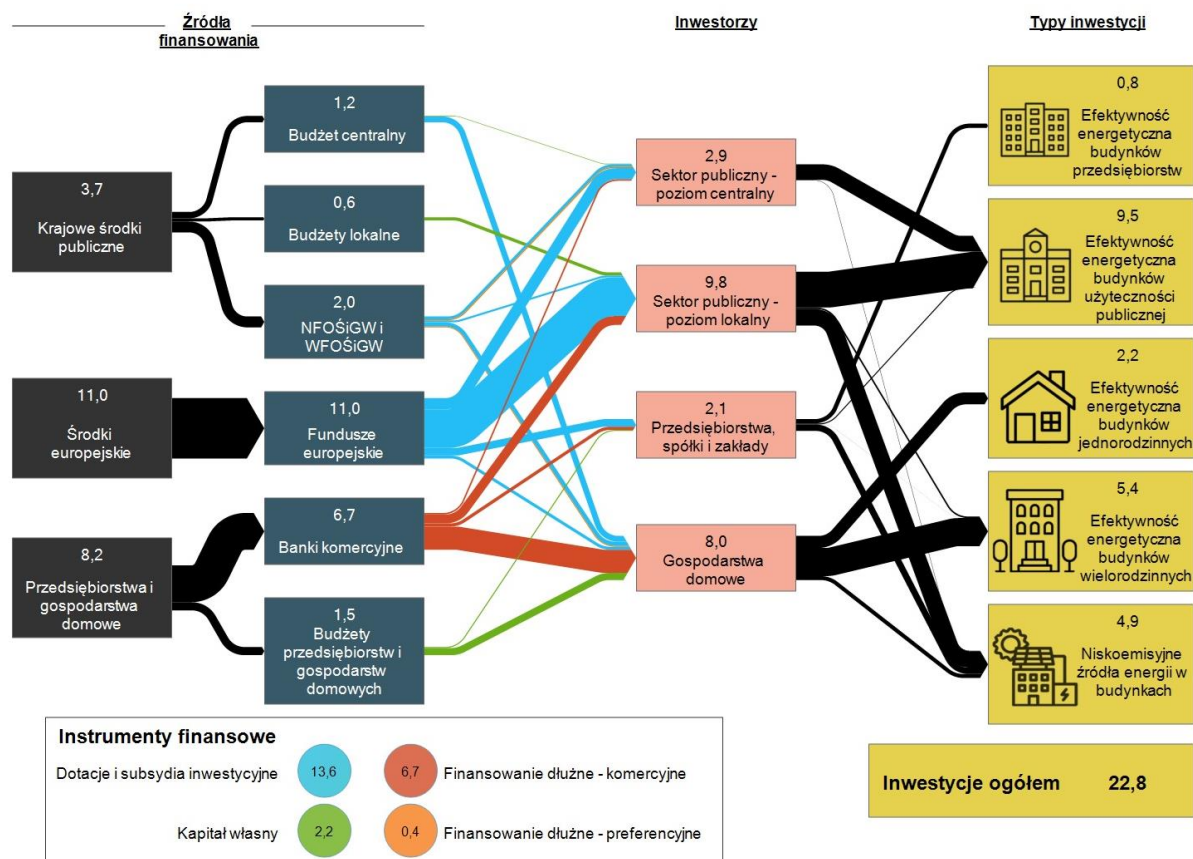 Źródła
finansowania
Inwestorzy
Typy inwestycji
3,7
Krajowe środki
publiczne
11,0
Środki
europejskie
8,2
Przedsiębiorstwa i
gospodarstwa
domowe
1,2
Budżet centralny
0,6
Budżety lokalne
2,0
NFOŚiGW i
WFOŚiGW
11,0
Fundusze
europejskie
6,7
Banki komercyjne
1,5
Budżety
przedsiębiorstw i
gospodarstw
domowych
2,9
Sektor publiczny -
poziom centralny
9,8
Sektor publiczny -
poziom lokalny
2,1
Przedsiębiorstwa,
spółki i zakłady
8,0
Gospodarstwa
domowe
0,8
Efektywność
energetyczna
budynków
przedsiębiorstw
9,5
Efektywność
energetyczna
budynków
użyteczności
publicznej
2,2
Efektywność
energetyczna
budynków
jednorodzinnych
5,4
Efektywność
energetyczna
budynków
wielorodzinnych
4,9
Niskoemisyjne
źródła energii w
budynkach
Instrumenty finansowe
Dotacje i subsydia inwestycyjne 13,6 6,7 Finansowanie dłużne - komercyjne
Kapitał własny 2,2 0,4 Finansowanie dłużne - preferencyjne
Inwestycje ogółem 22,8